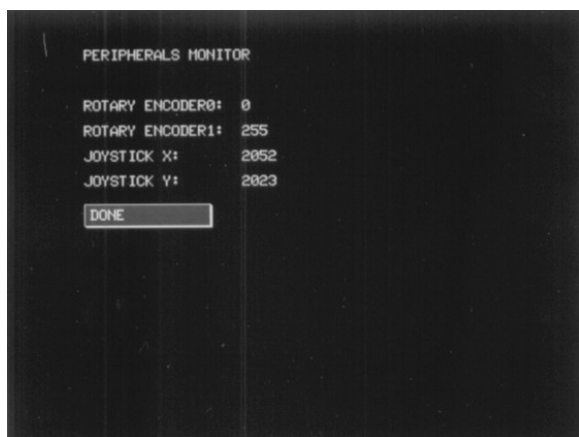 PERIPHERALS MONITOR
ROTARY ENCODER0: 0
ROTARY ENCODER1: 255
JOYSTICK X: 2052
JOYSTICK Y: 2023
DONE